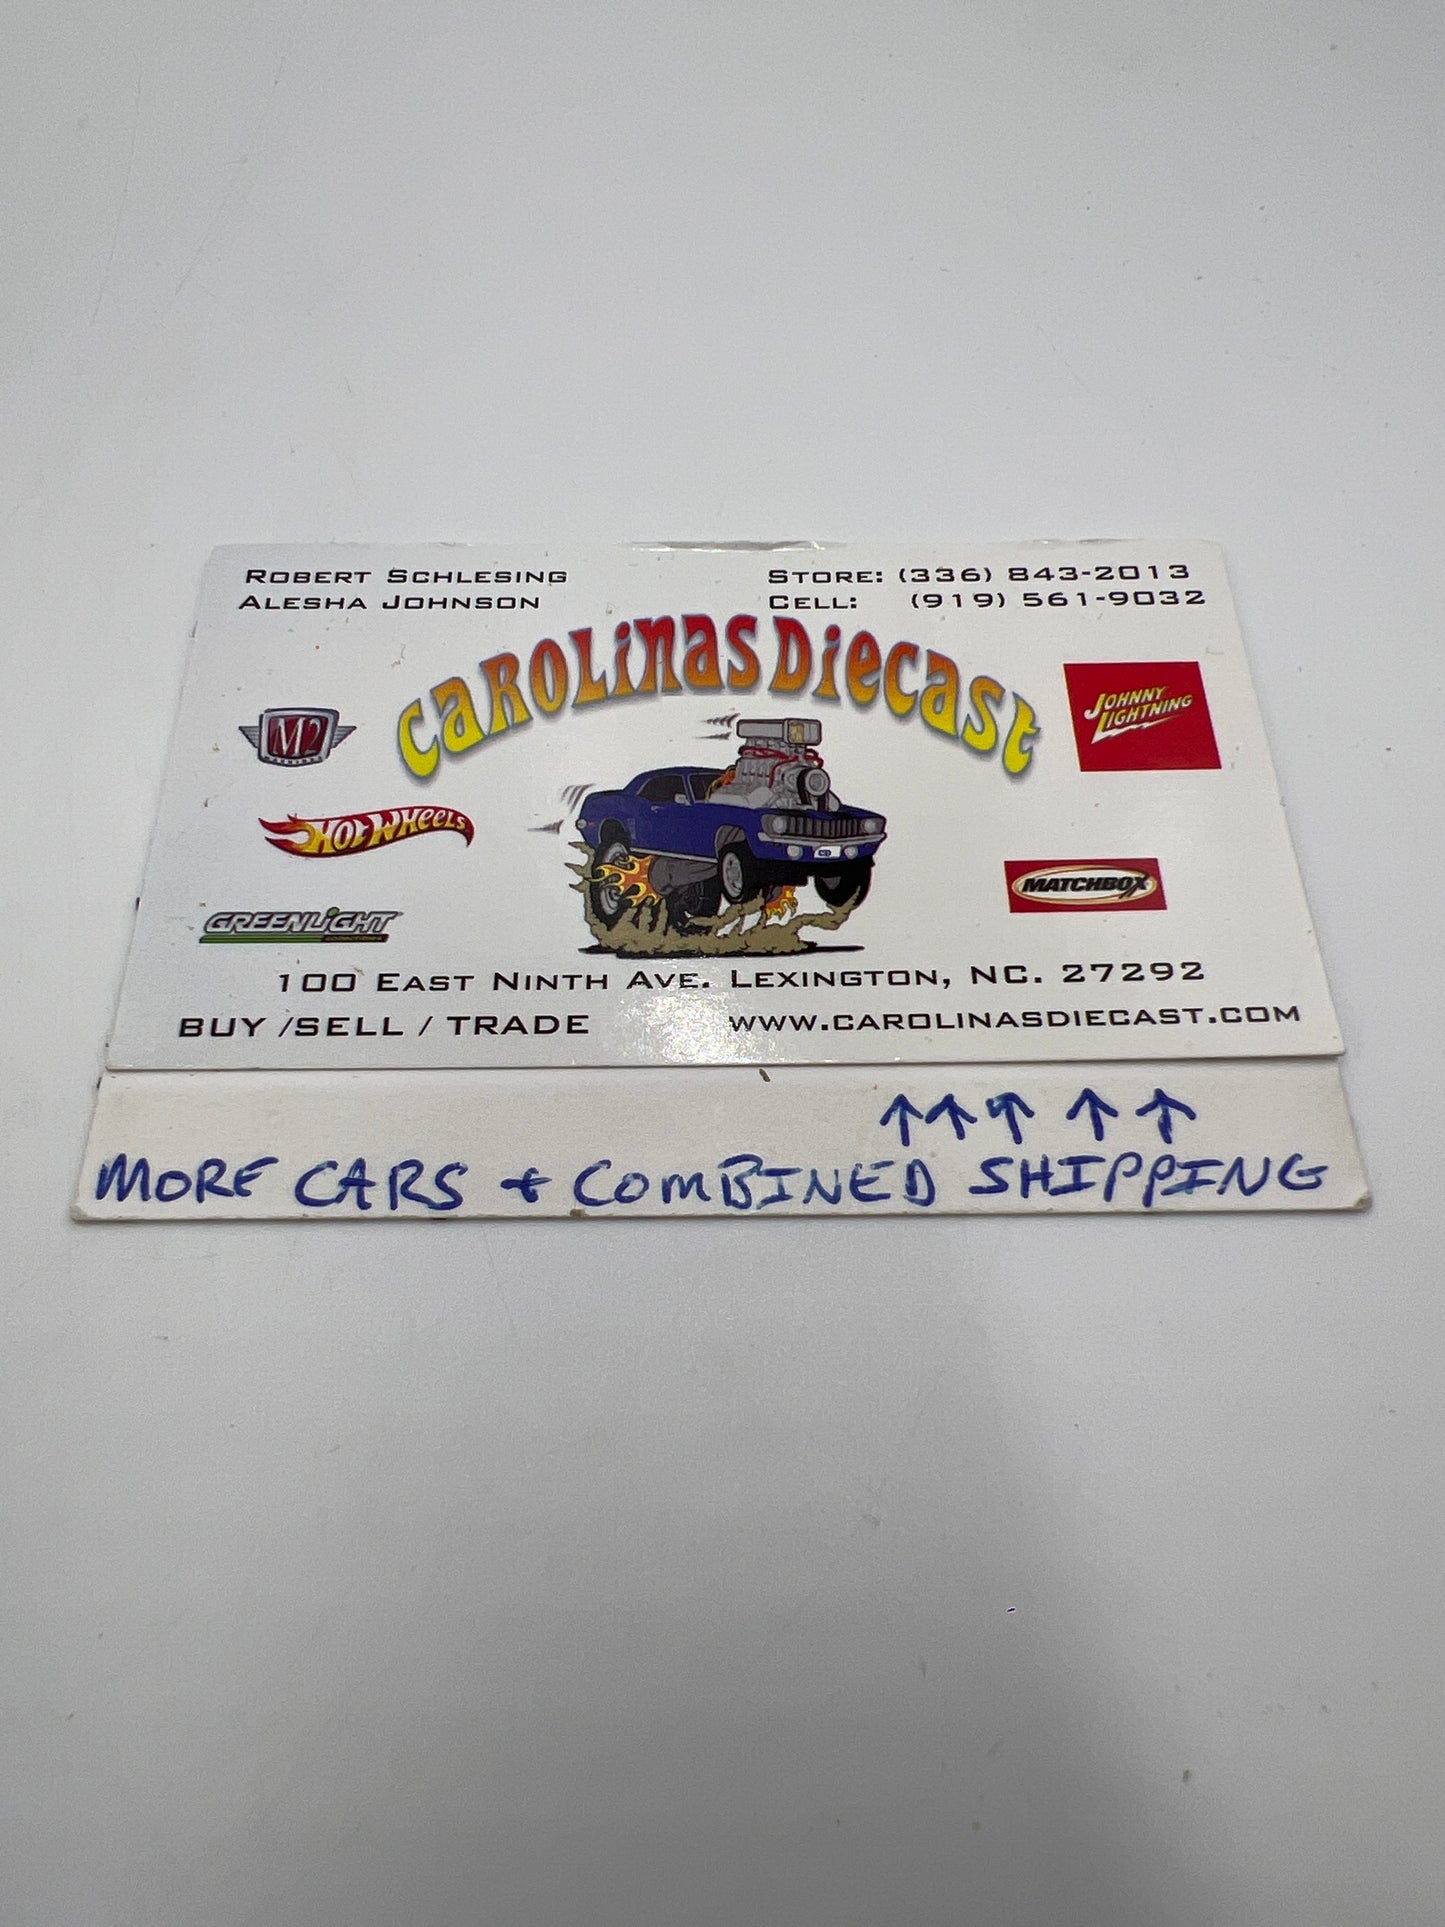 ROBERT SCHLESING
ALESHA JOHNSON
STORE: (336) 843-2013
CELL: (919) 561-9032
CAROLINAS DIECAST
M2
MACHINES
JOHNNY
LIGHTNING
HOT WHEELS
MATCHBOX
GREENLIGHT
100 EAST NINTH AVE. LEXINGTON, NC. 27292
BUY /SELL / TRADE
WWW.CAROLINASDIECAST.COM
↑↑↑ ↑ ↑
MORE CARS + COMBINED SHIPPING